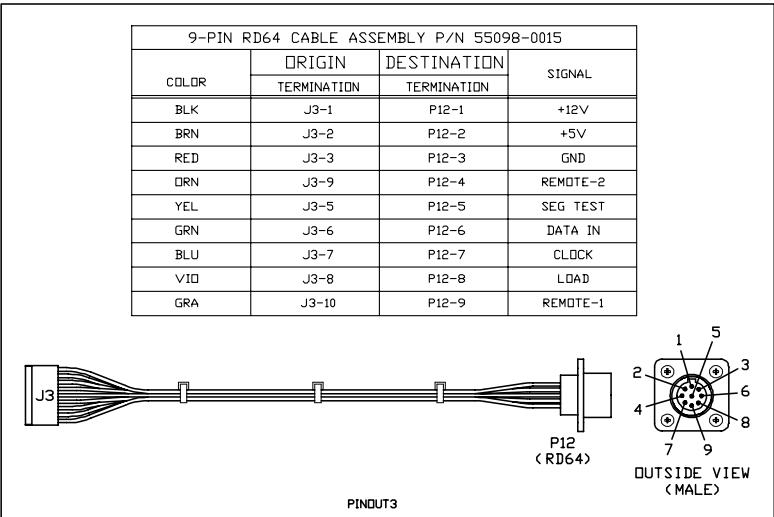 9-PIN RD64 CABLE ASSEMBLY P/N 55098-0015
COLOR ORIGIN DESTINATION SIGNAL
TERMINATION TERMINATION
BLK J3-1 P12-1 +12V
BRN J3-2 P12-2 +5V
RED J3-3 P12-3 GND
ORN J3-9 P12-4 REMOTE-2
YEL J3-5 P12-5 SEG TEST
GRN J3-6 P12-6 DATA IN
BLU J3-7 P12-7 CLOCK
VIO J3-8 P12-8 LOAD
GRA J3-10 P12-9 REMOTE-1
J3
P12
(RD64)
1 5
2 3
4 6
7 9 8
OUTSIDE VIEW
(MALE)
PINOUT3